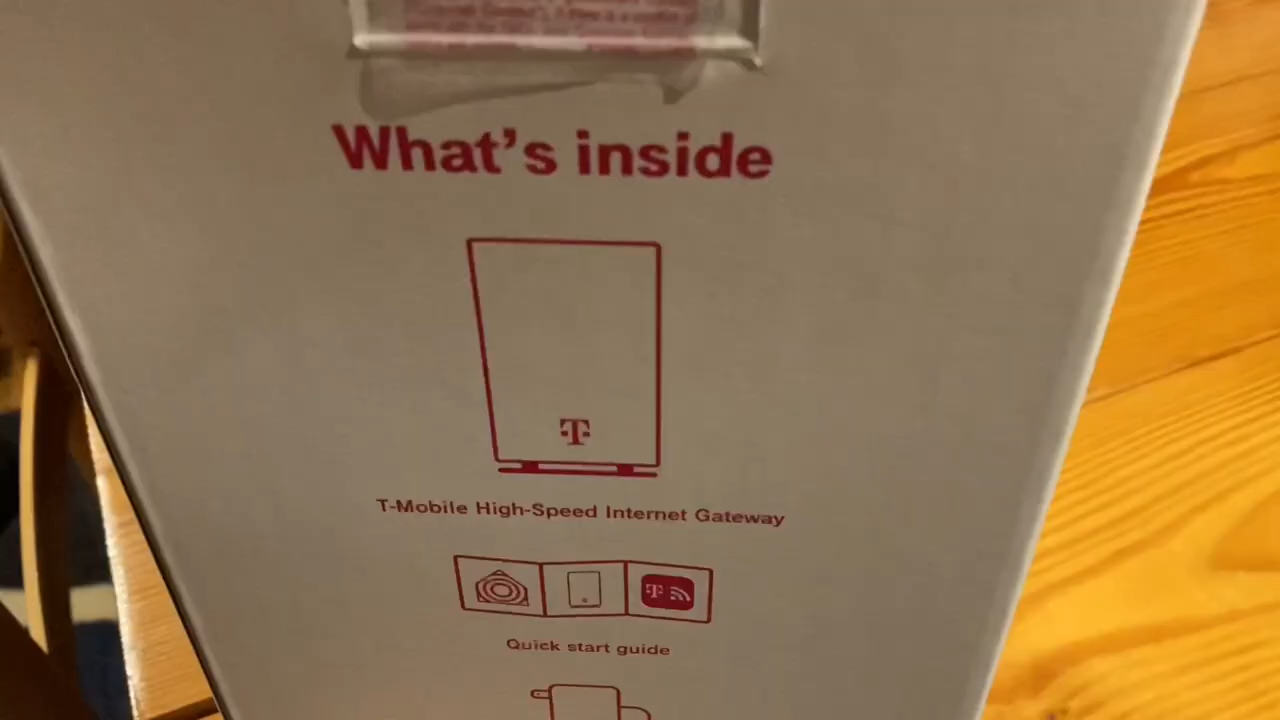 What's inside
T
T-Mobile High-Speed Internet Gateway
T
Quick start guide